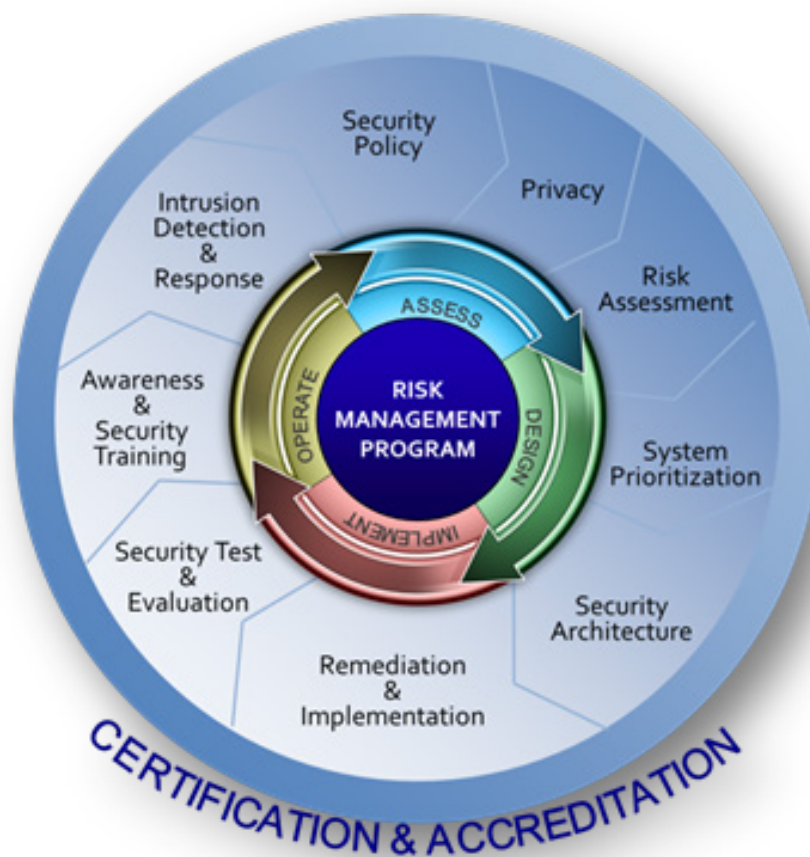 Security
Policy
Privacy
Risk
Assessment
System
Prioritization
Security
Architecture
Remediation
&
Implementation
Security Test
&
Evaluation
Awareness
&
Security
Training
Intrusion
Detection
&
Response
ASSESS
DESIGN
IMPLEMENT
OPERATE
RISK
MANAGEMENT
PROGRAM
CERTIFICATION & ACCREDITATION